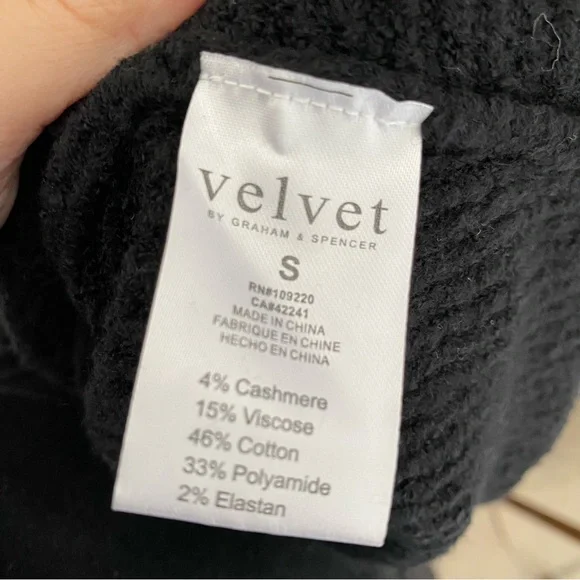 velvet
BY GRAHAM & SPENCER
S
RN#109220
CA#42241
MADE IN CHINA
FABRIQUE EN CHINE
HECHO EN CHINA
4% Cashmere
15% Viscose
46% Cotton
33% Polyamide
2% Elastan